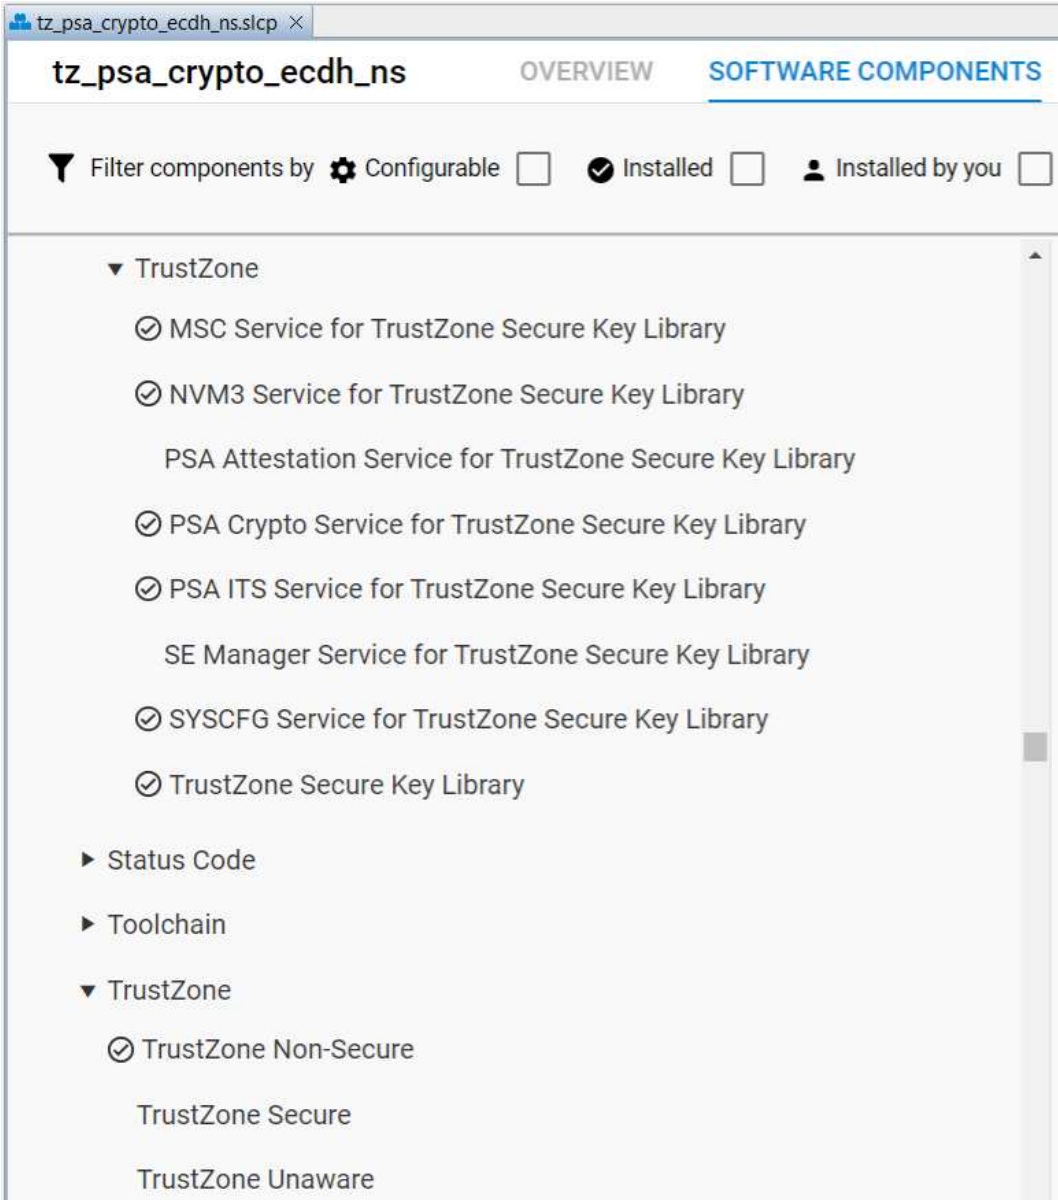 tz_psa_crypto_ecdh_ns.slcp
tz_psa_crypto_ecdh_ns OVERVIEW SOFTWARE COMPONENTS
Filter components by Configurable Installed Installed by you
TrustZone
MSC Service for TrustZone Secure Key Library
NVM3 Service for TrustZone Secure Key Library
PSA Attestation Service for TrustZone Secure Key Library
PSA Crypto Service for TrustZone Secure Key Library
PSA ITS Service for TrustZone Secure Key Library
SE Manager Service for TrustZone Secure Key Library
SYSCFG Service for TrustZone Secure Key Library
TrustZone Secure Key Library
Status Code
Toolchain
TrustZone
TrustZone Non-Secure
TrustZone Secure
TrustZone Unaware